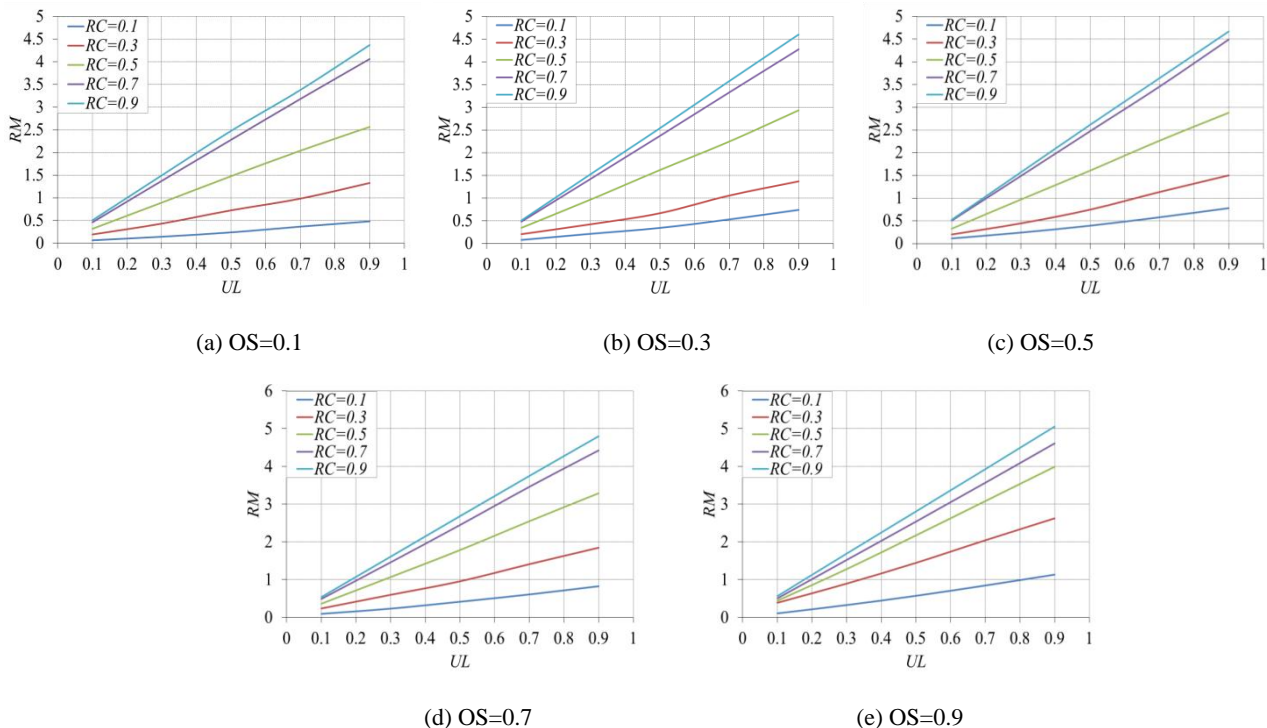 5
4.5
4
3.5
3
2.5
2
1.5
1
0.5
0
RM
RC=0.1
RC=0.3
RC=0.5
RC=0.7
RC=0.9
0 0.1 0.2 0.3 0.4 0.5 0.6 0.7 0.8 0.9 1
UL
(a) OS=0.1
5
4.5
4
3.5
3
2.5
2
1.5
1
0.5
0
RM
RC=0.1
RC=0.3
RC=0.5
RC=0.7
RC=0.9
0 0.1 0.2 0.3 0.4 0.5 0.6 0.7 0.8 0.9 1
UL
(b) OS=0.3
5
4.5
4
3.5
3
2.5
2
1.5
1
0.5
0
RM
RC=0.1
RC=0.3
RC=0.5
RC=0.7
RC=0.9
0 0.1 0.2 0.3 0.4 0.5 0.6 0.7 0.8 0.9 1
UL
(c) OS=0.5
6
5
4
3
2
1
0
RM
RC=0.1
RC=0.3
RC=0.5
RC=0.7
RC=0.9
0 0.1 0.2 0.3 0.4 0.5 0.6 0.7 0.8 0.9 1
UL
(d) OS=0.7
6
5
4
3
2
1
0
RM
RC=0.1
RC=0.3
RC=0.5
RC=0.7
RC=0.9
0 0.1 0.2 0.3 0.4 0.5 0.6 0.7 0.8 0.9 1
UL
(e) OS=0.9